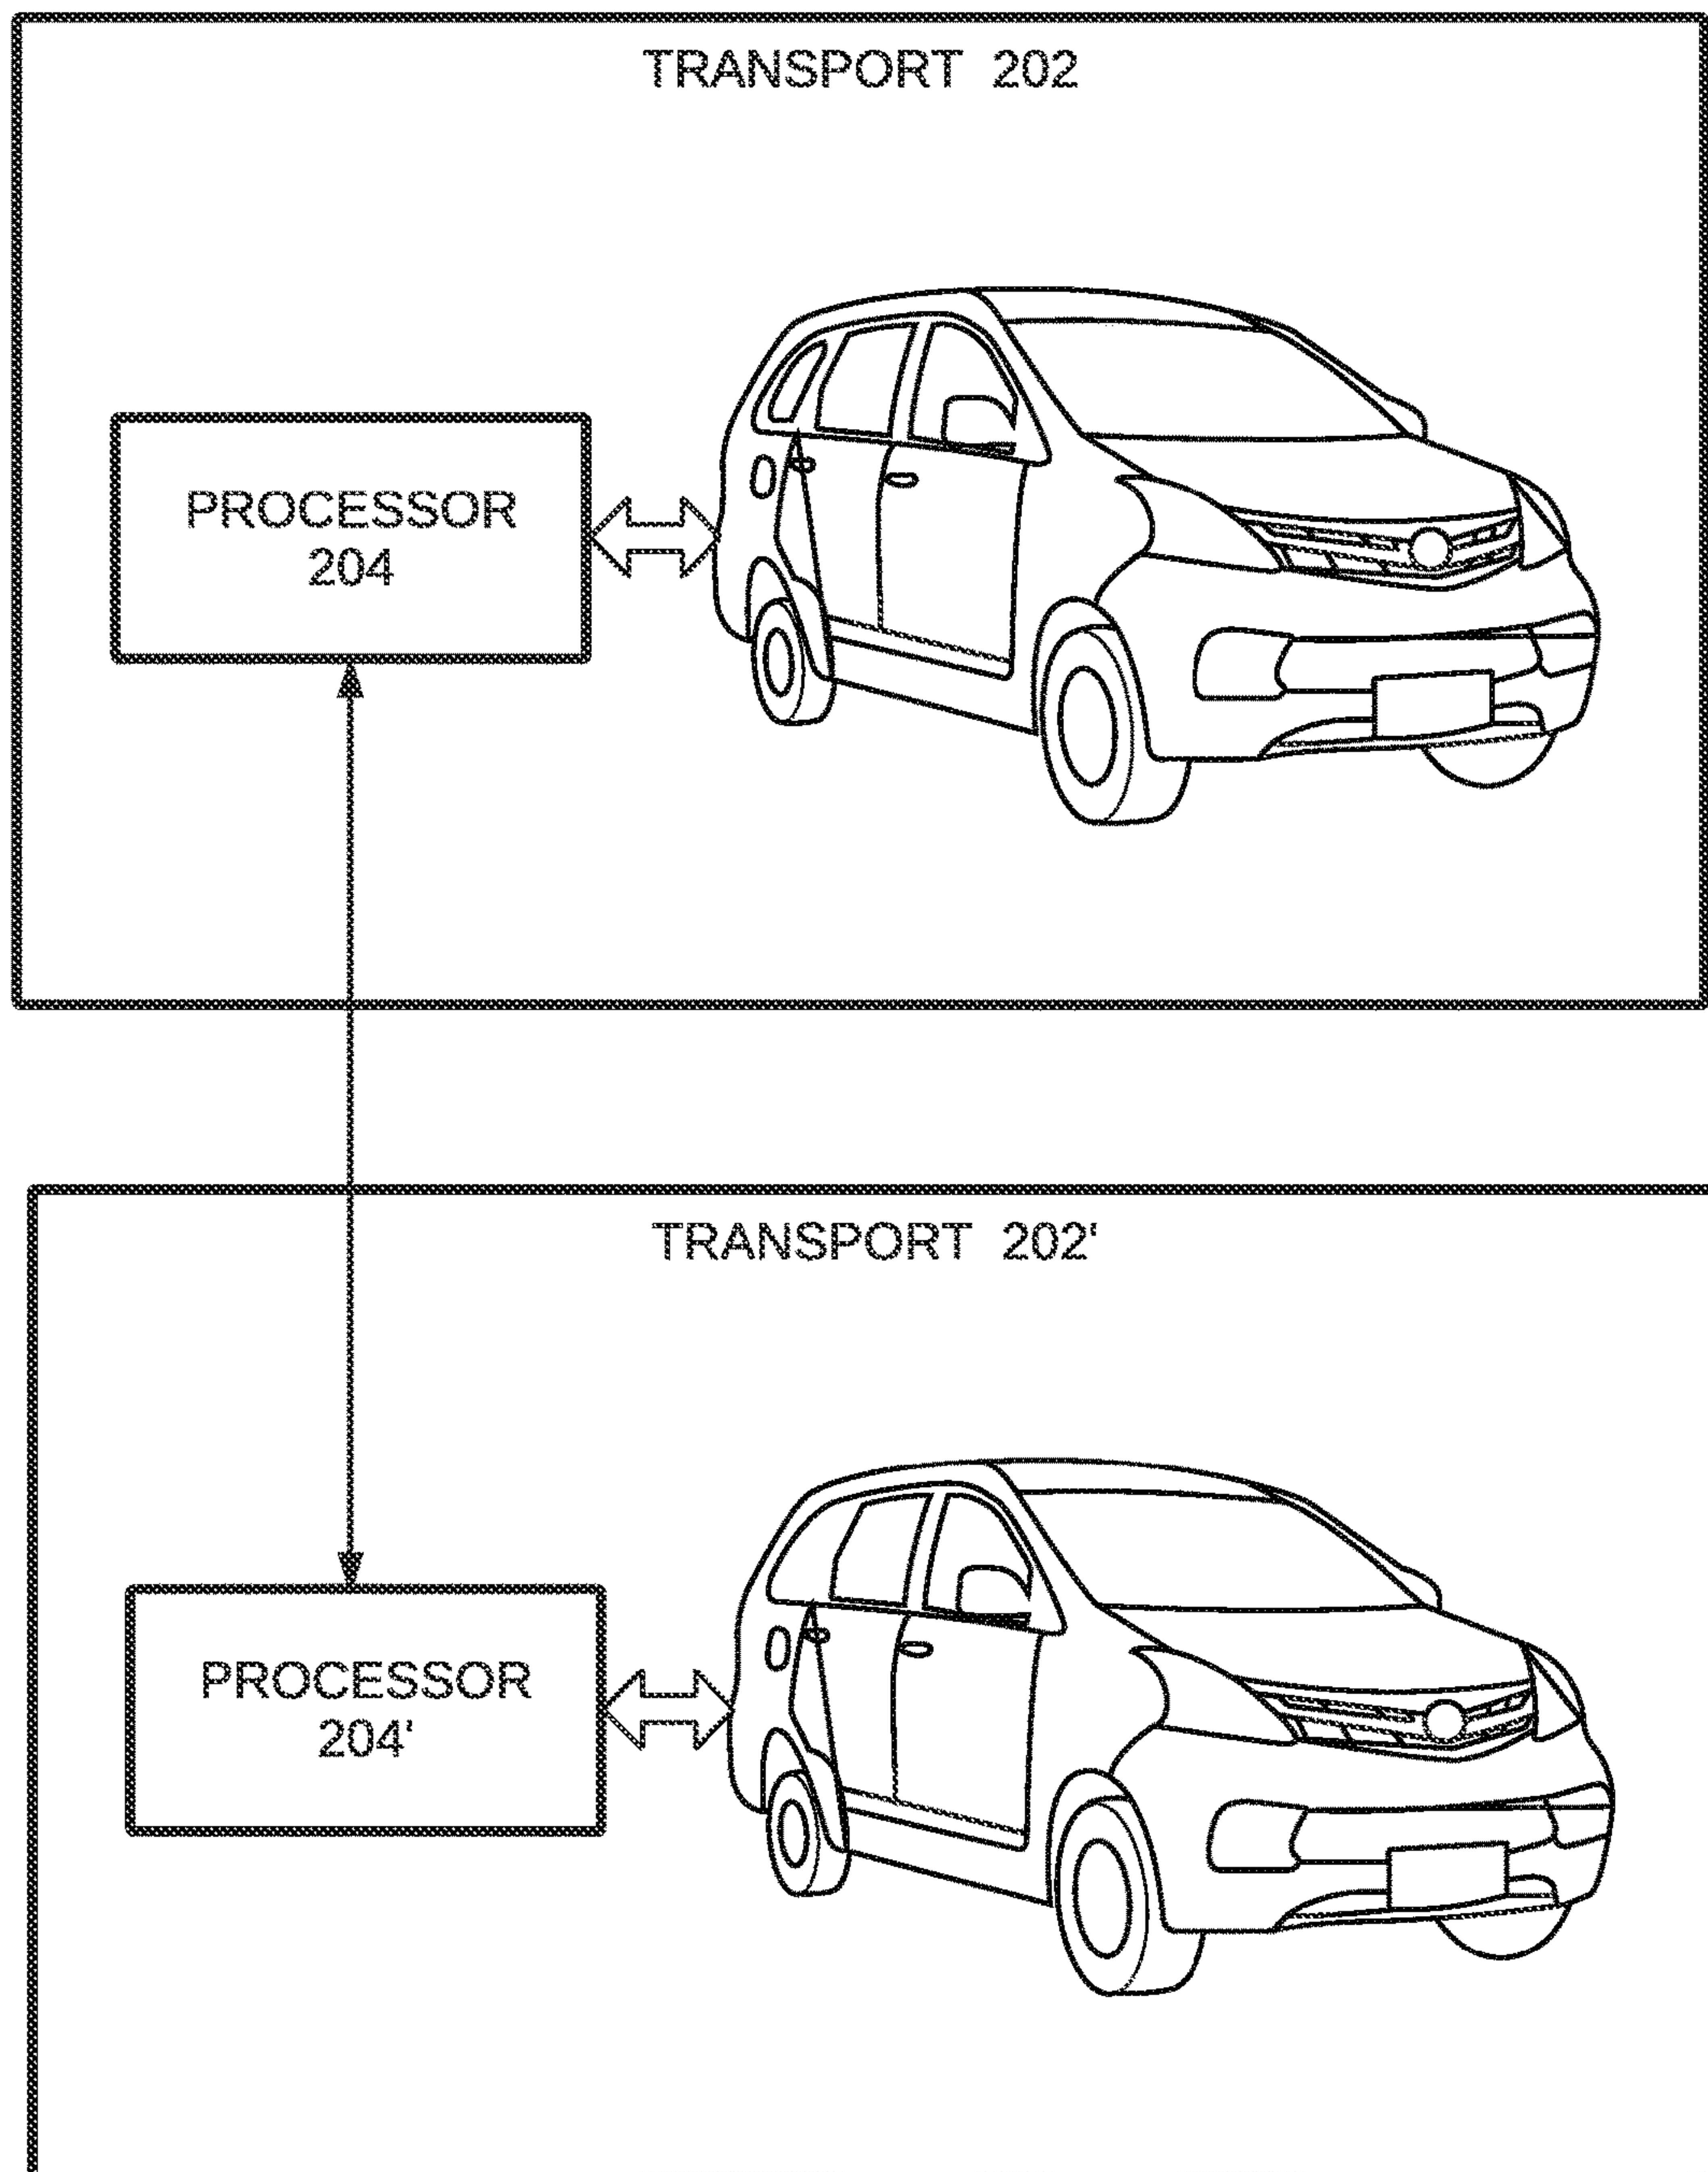 TRANSPORT 202
PROCESSOR
204
TRANSPORT 202'
PROCESSOR
204'